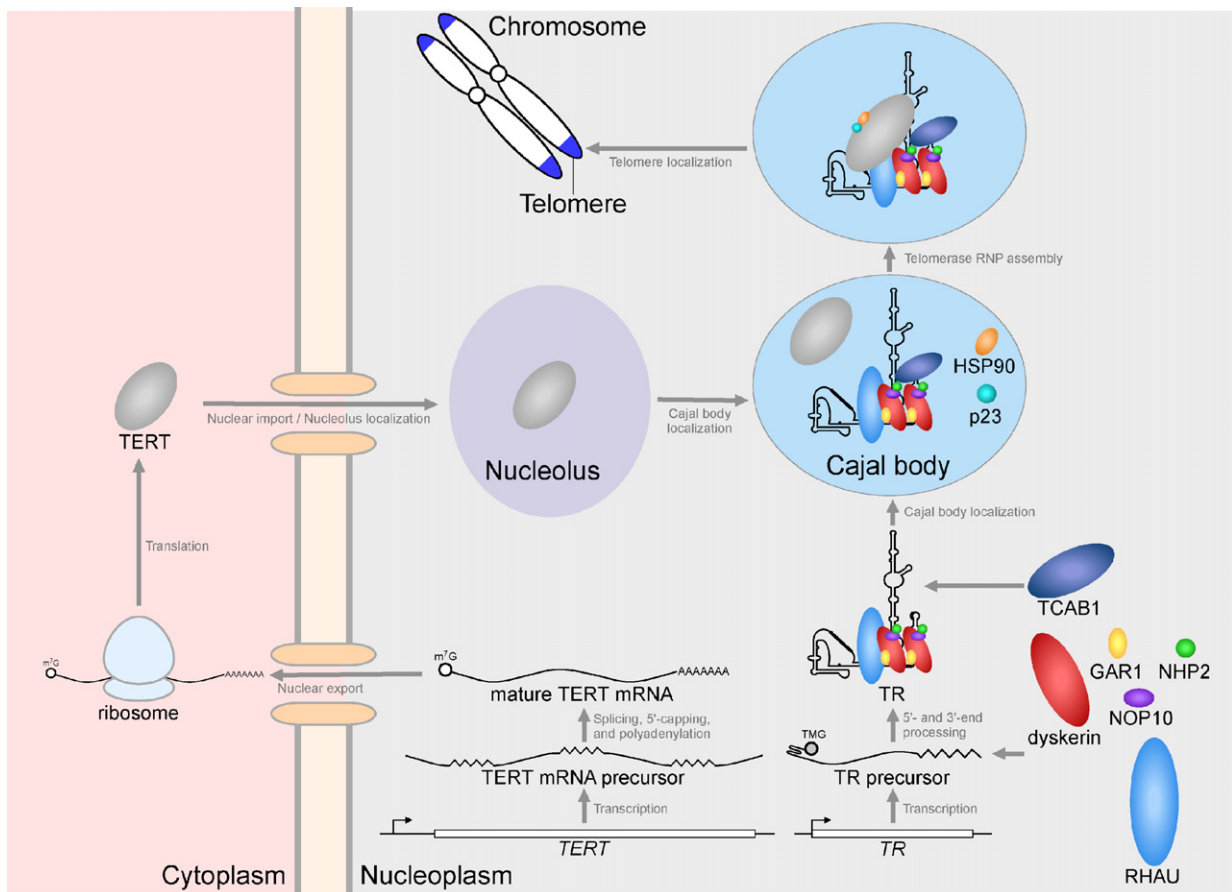 Chromosome
Telomere localization
Telomere
Telomerase RNP assembly
HSP90
p23
TERT
Nuclear import / Nucleolus localization
Nucleolus
Cajal body
localization
Cajal body
Cajal body localization
Translation
TCAB1
GAR1
NHP2
NOP10
dyskerin
m⁷G
AAAAAA
ribosome
Nuclear export
m⁷G
AAAAAAA
mature TERT mRNA
TR
Splicing, 5'-capping,
and polyadenylation
5'- and 3'-end
processing
TMG
TERT mRNA precursor
TR precursor
Transcription
Transcription
TERT
TR
RHAU
Cytoplasm
Nucleoplasm